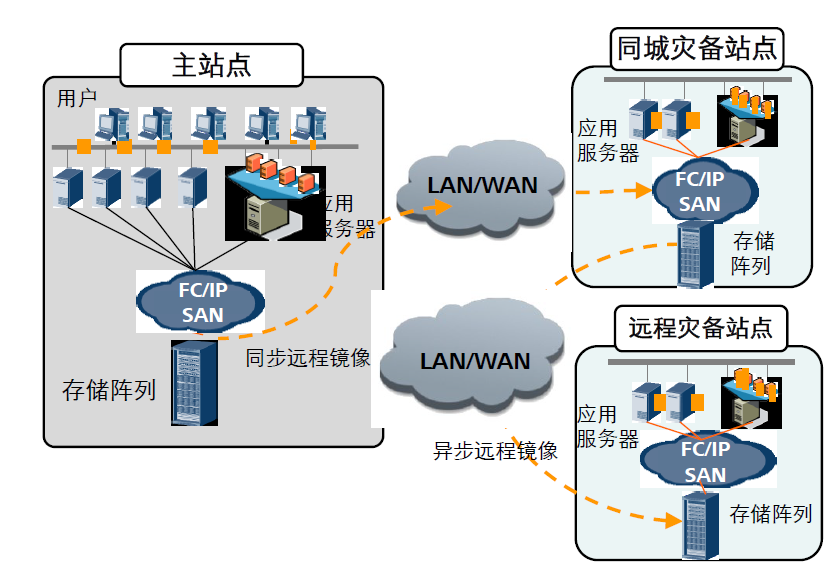 主站点
用户
应用
服务器
FC/IP
SAN
存储阵列
同步远程镜像
LAN/WAN
LAN/WAN
异步远程镜像
同城灾备站点
应用
服务器
FC/IP
SAN
存储
阵列
远程灾备站点
应用
服务器
FC/IP
SAN
存储阵列